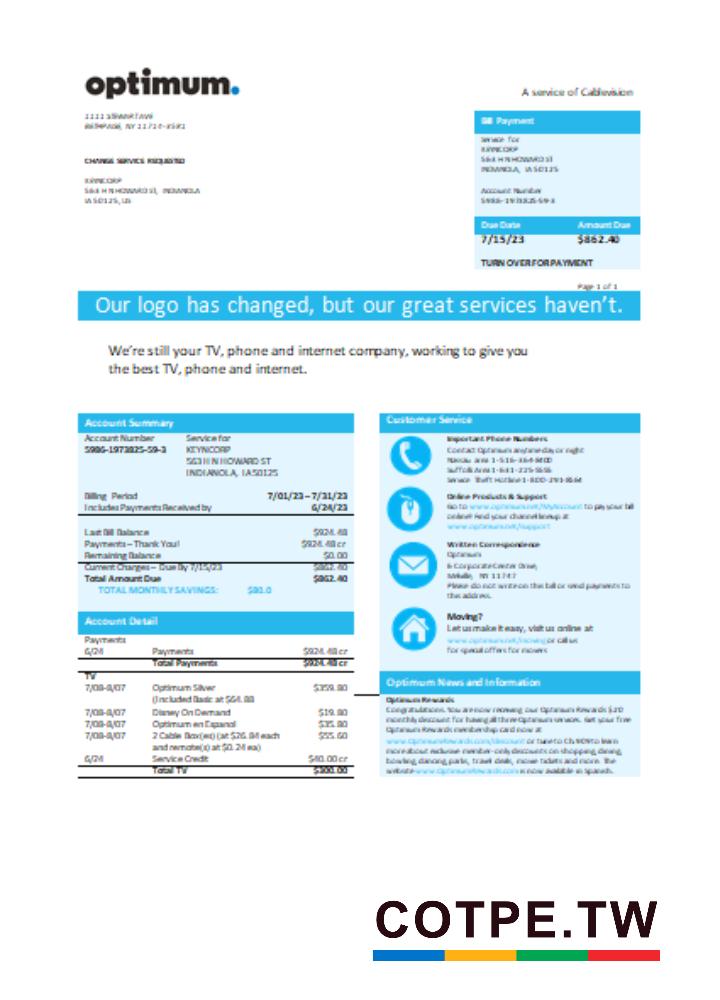 optimum.
A service of Cablevision
1111 STEWART AVE
BETHPAGE, NY 11714-3581
CHANGE SERVICE REQUESTED
KEYNCORP
563 H N HOWARD ST, INDIANOLA
IA 50125, US
Bill Payment
Service for
KEYNCORP
563 H N HOWARD ST
INDIANOLA, IA 50125
Account Number
5986-1973825-59-3
Due Date Amount Due
7/15/23 $862.40
TURN OVER FOR PAYMENT
Page 1 of 1
Our logo has changed, but our great services haven't.
We're still your TV, phone and internet company, working to give you
the best TV, phone and internet.
Account Summary
Account Number Service for
5986-1973825-59-3 KEYNCORP
563 H N HOWARD ST
INDIANOLA, IA 50125
Billing Period 7/01/23 – 7/31/23
Includes Payments Received by 6/24/23
Last Bill Balance $924.48
Payments – Thank You! $924.48 cr
Remaining Balance $0.00
Current Charges – Due By 7/15/23 $862.40
Total Amount Due $862.40
TOTAL MONTHLY SAVINGS: $80.0
Account Detail
Payments
6/24 Payments $924.48 cr
Total Payments $924.48 cr
TV
7/08-8/07 Optimum Silver $359.80
(Included Basic at $64.88
7/08-8/07 Disney On Demand $19.80
7/08-8/07 Optimum en Espanol $35.80
7/08-8/07 2 Cable Box(es) (at $26.84 each $55.60
and remote(s) at $0.24 ea)
6/24 Service Credit $40.00 cr
Total TV $300.00
Customer Service
Important Phone Numbers
Contact Optimum anytime day or night
Nassau area 1-516-364-8400
Suffolk Area 1-631-225-5555
Service Theft Hotline 1-800-291-8564
Online Products & Support
Go to www.optimum.net/MyAccount to pay your bill
online! Find your channel lineup at
www.optimum.net/support
Written Correspondence
Optimum
6 Corporate Center Drive,
Melville, NY 11747
Please do not write on this bill or send payments to
this address.
Moving?
Let us make it easy, visit us online at
www.optimum.net/moving or call us
for special offers for movers
Optimum News and Information
Optimum Rewards
Congratulations. You are now receiving our Optimum Rewards $20
monthly discount for having all three Optimum services. Get your free
Optimum Rewards membership card now at
www.OptimumRewards.com/discount or tune to Ch.909 to learn
more about exclusive member-only discounts on shopping, dining,
bowling, dancing, parks, travel deals, movie tickets and more. The
website www.OptimumRewards.com is now available in Spanish.
COTPE.TW